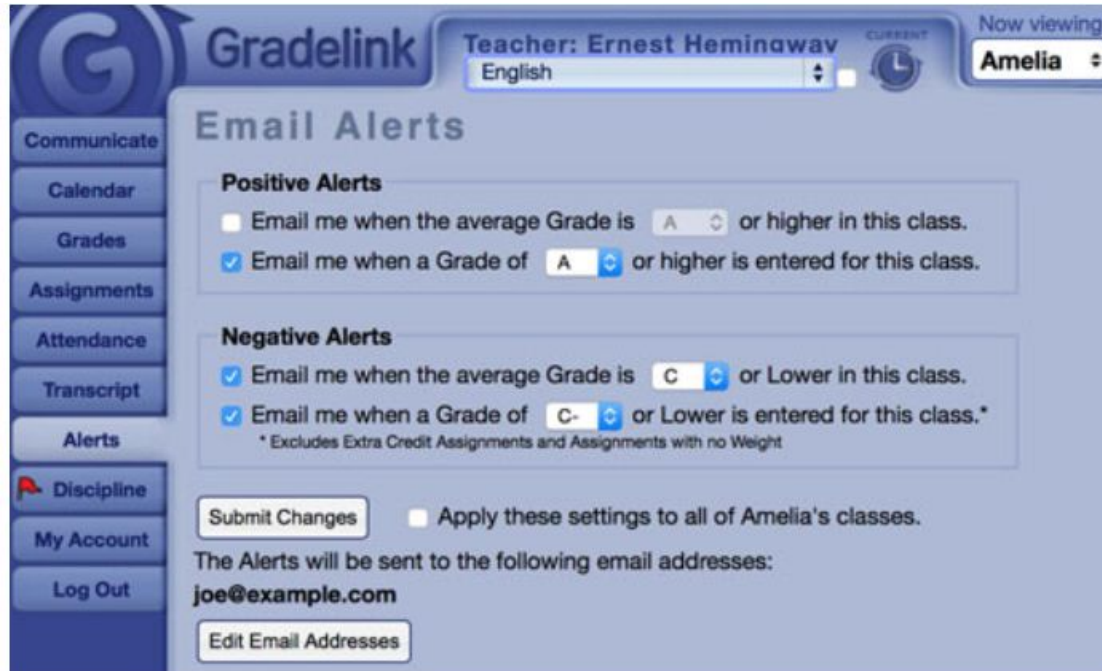 Now viewing
CURRENT
Gradelink
Teacher: Ernest Hemingway
English
Amelia
Email Alerts
Communicate
Calendar
Grades
Assignments
Attendance
Transcript
Alerts
Discipline
My Account
Log Out
Positive Alerts
Email me when the average Grade is A or higher in this class.
Email me when a Grade of A or higher is entered for this class.
Negative Alerts
Email me when the average Grade is C or Lower in this class.
Email me when a Grade of C- or Lower is entered for this class.*
* Excludes Extra Credit Assignments and Assignments with no Weight
Submit Changes Apply these settings to all of Amelia's classes.
The Alerts will be sent to the following email addresses:
joe@example.com
Edit Email Addresses